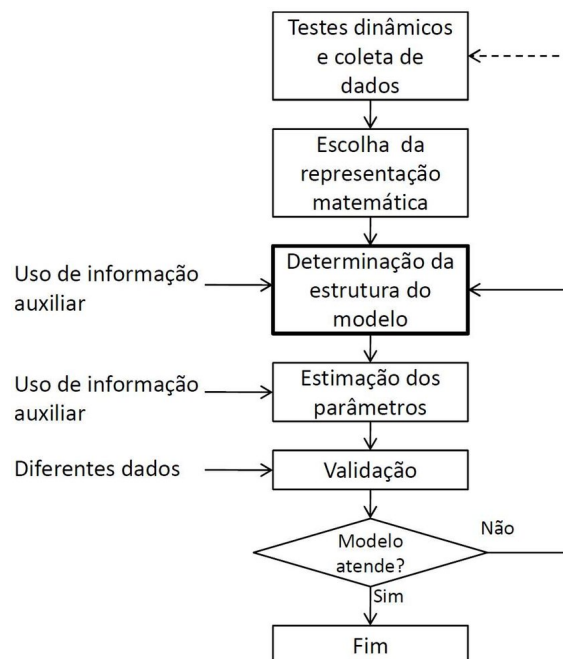 Testes dinâmicos
e coleta de
dados
Escolha da
representação
matemática
Uso de informação
auxiliar
Determinação da
estrutura do
modelo
Uso de informação
auxiliar
Estimação dos
parâmetros
Diferentes dados
Validação
Modelo
atende?
Não
Sim
Fim